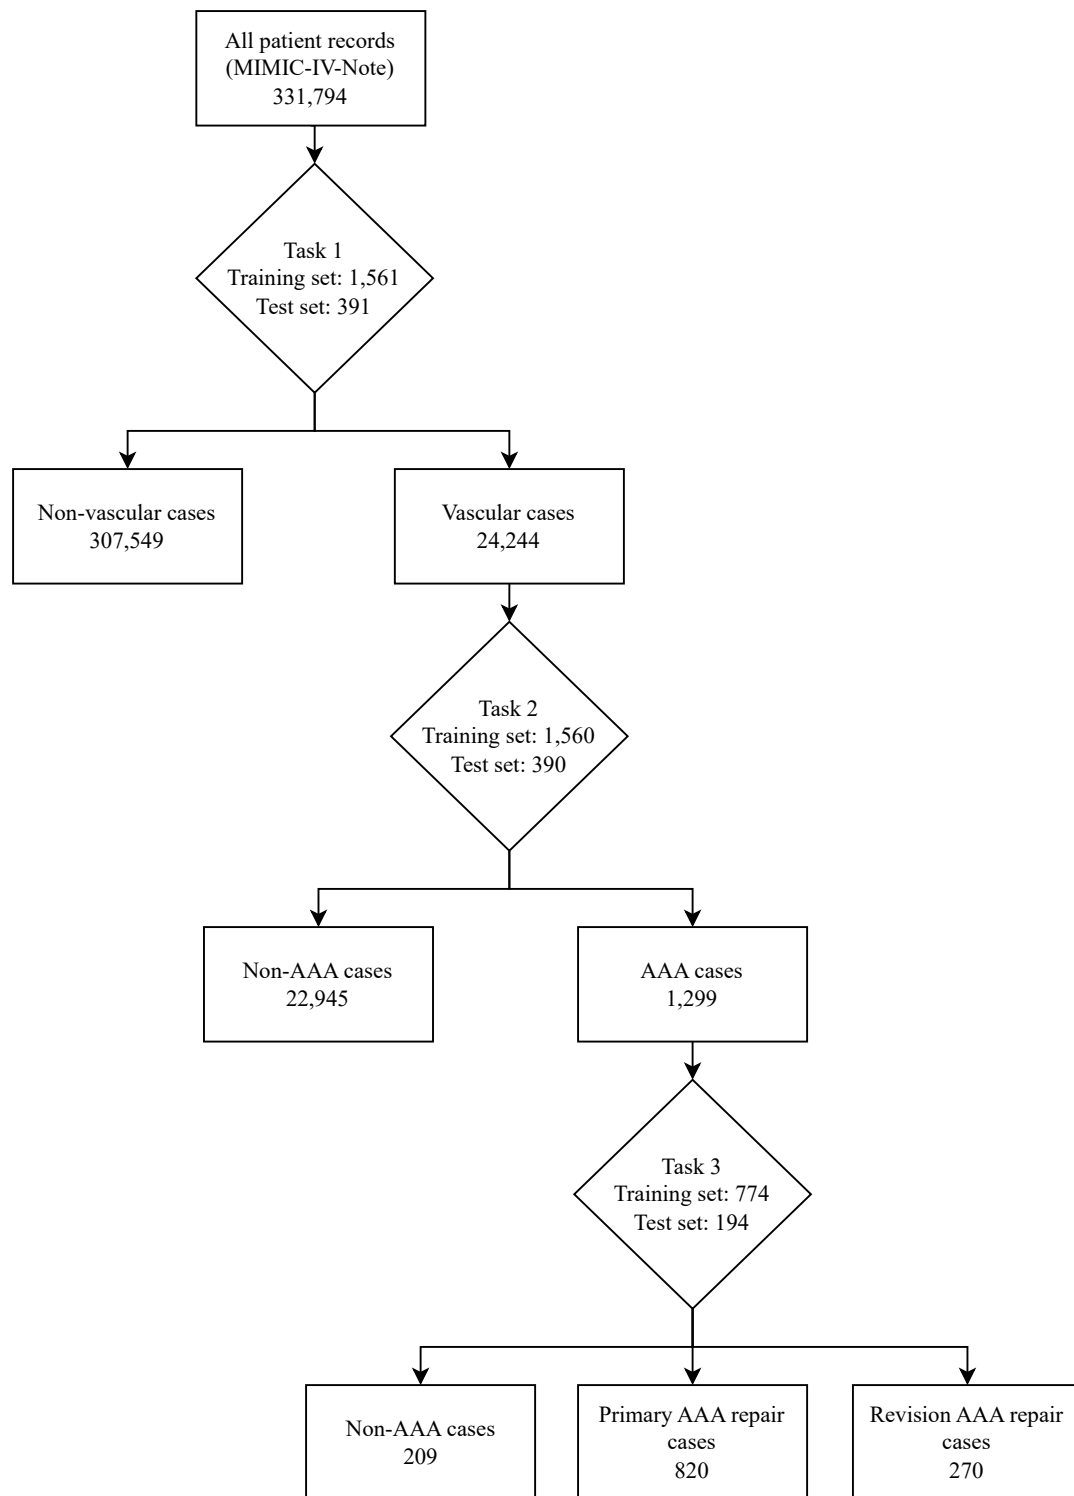 All patient records
(MIMIC-IV-Note)
331,794
Task 1
Training set: 1,561
Test set: 391
Non-vascular cases
307,549
Vascular cases
24,244
Task 2
Training set: 1,560
Test set: 390
Non-AAA cases
22,945
AAA cases
1,299
Task 3
Training set: 774
Test set: 194
Non-AAA cases
209
Primary AAA repair
cases
820
Revision AAA repair
cases
270